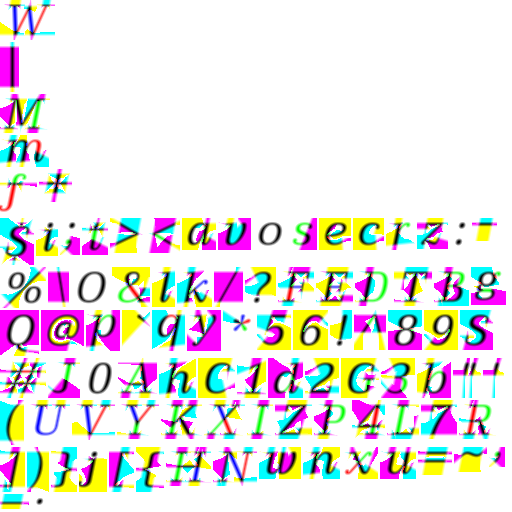 W
|
M
m
f +
$ i ; t > < a v o s e c r z : -
% \ O & l k / ? F E D T B g
Q @ p ` q y * 5 6 ! ^ 8 9 S
# J 0 A h C 1 d 2 G 3 b " '
( U V Y K X I Z P 4 L 7 R
] ) } j [ { H N w n x u = ~ ,
_ .